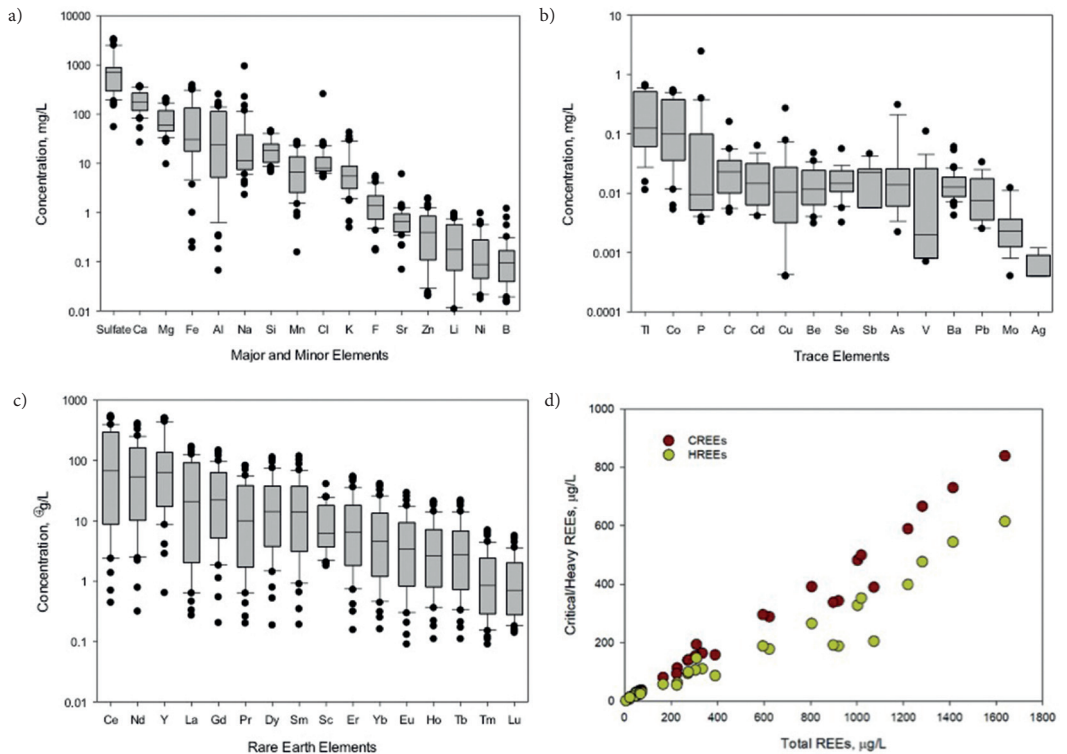 a)
10000
1000
100
10
1
0.1
0.01
Concentration, mg/L
Sulfate Ca Mg Fe Al Na Si Mn Cl K F Sr Zn Li Ni B
Major and Minor Elements
b)
10
1
0.1
0.01
0.001
0.0001
Concentration, mg/L
Tl Co P Cr Cd Cu Be Se Sb As V Ba Pb Mo Ag
Trace Elements
c)
1000
100
10
1
0.1
0.01
Concentration, ⊕g/L
Ce Nd Y La Gd Pr Dy Sm Sc Er Yb Eu Ho Tb Tm Lu
Rare Earth Elements
d)
1000
800
600
400
200
0
Critical/Heavy REEs, µg/L
CREEs
HREEs
0 200 400 600 800 1000 1200 1400 1600 1800
Total REEs, µg/L